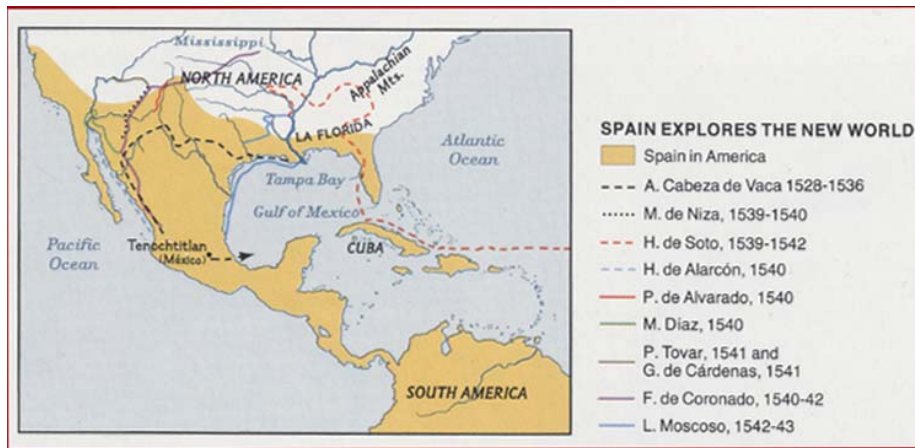 Mississippi
NORTH AMERICA
Appalachian
Mts.
LA FLORIDA
Atlantic
Ocean
Tampa Bay
Gulf of Mexico
Pacific
Ocean
Tenochtitlan
(México)
CUBA
SOUTH AMERICA
SPAIN EXPLORES THE NEW WORLD
Spain in America
A. Cabeza de Vaca 1528-1536
M. de Niza, 1539-1540
H. de Soto, 1539-1542
H. de Alarcón, 1540
P. de Alvarado, 1540
M. Díaz, 1540
P. Tovar, 1541 and
G. de Cárdenas, 1541
F. de Coronado, 1540-42
L. Moscoso, 1542-43